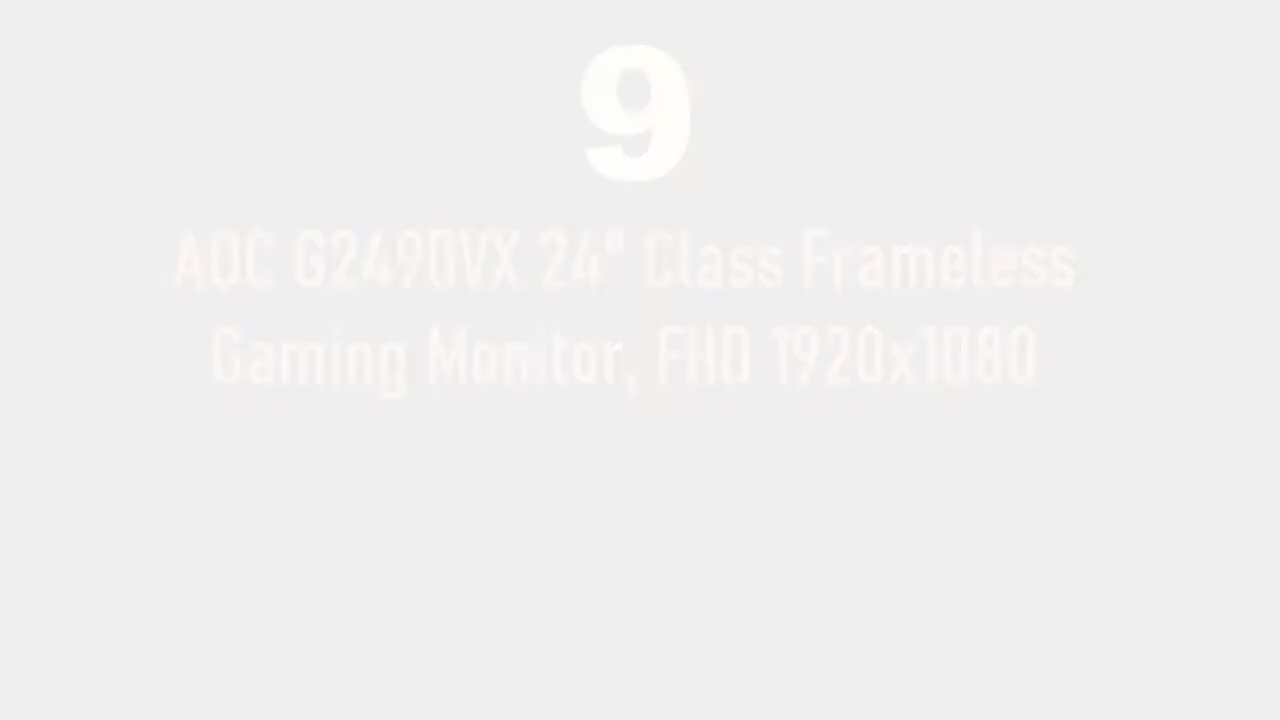 9
AOC G2490VX 24" Class Frameless
Gaming Monitor, FHD 1920x1080